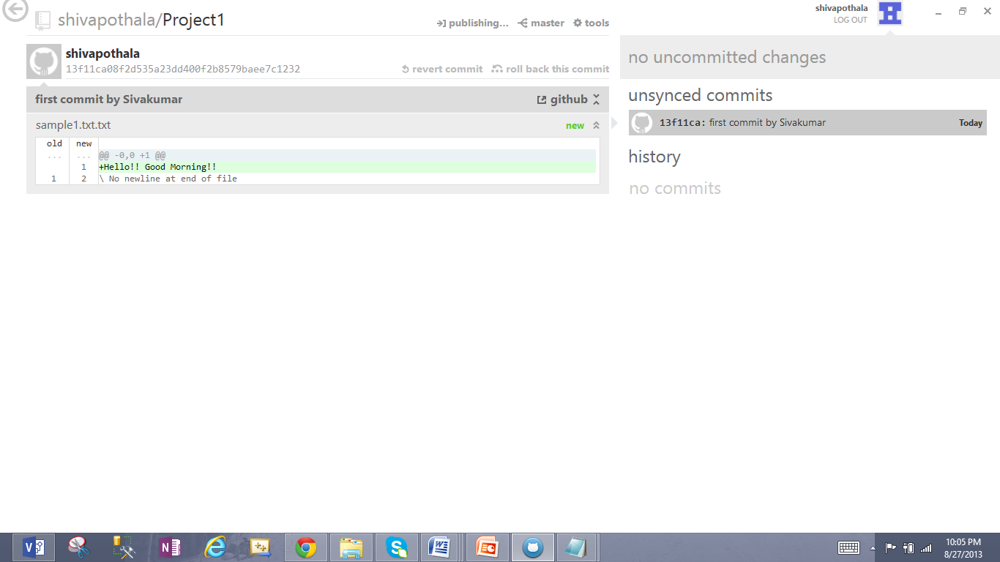 shivapothala/Project1
publishing... master tools
shivapothala
LOG OUT
shivapothala
13f11ca08f2d535a23dd400f2b8579baee7c1232
revert commit roll back this commit
first commit by Sivakumar
github
sample1.txt.txt
new
old new
... ... @@ -0,0 +1 @@
1 +Hello!! Good Morning!!
1 2 \ No newline at end of file
no uncommitted changes
unsynced commits
13f11ca: first commit by Sivakumar Today
history
no commits
10:05 PM
8/27/2013